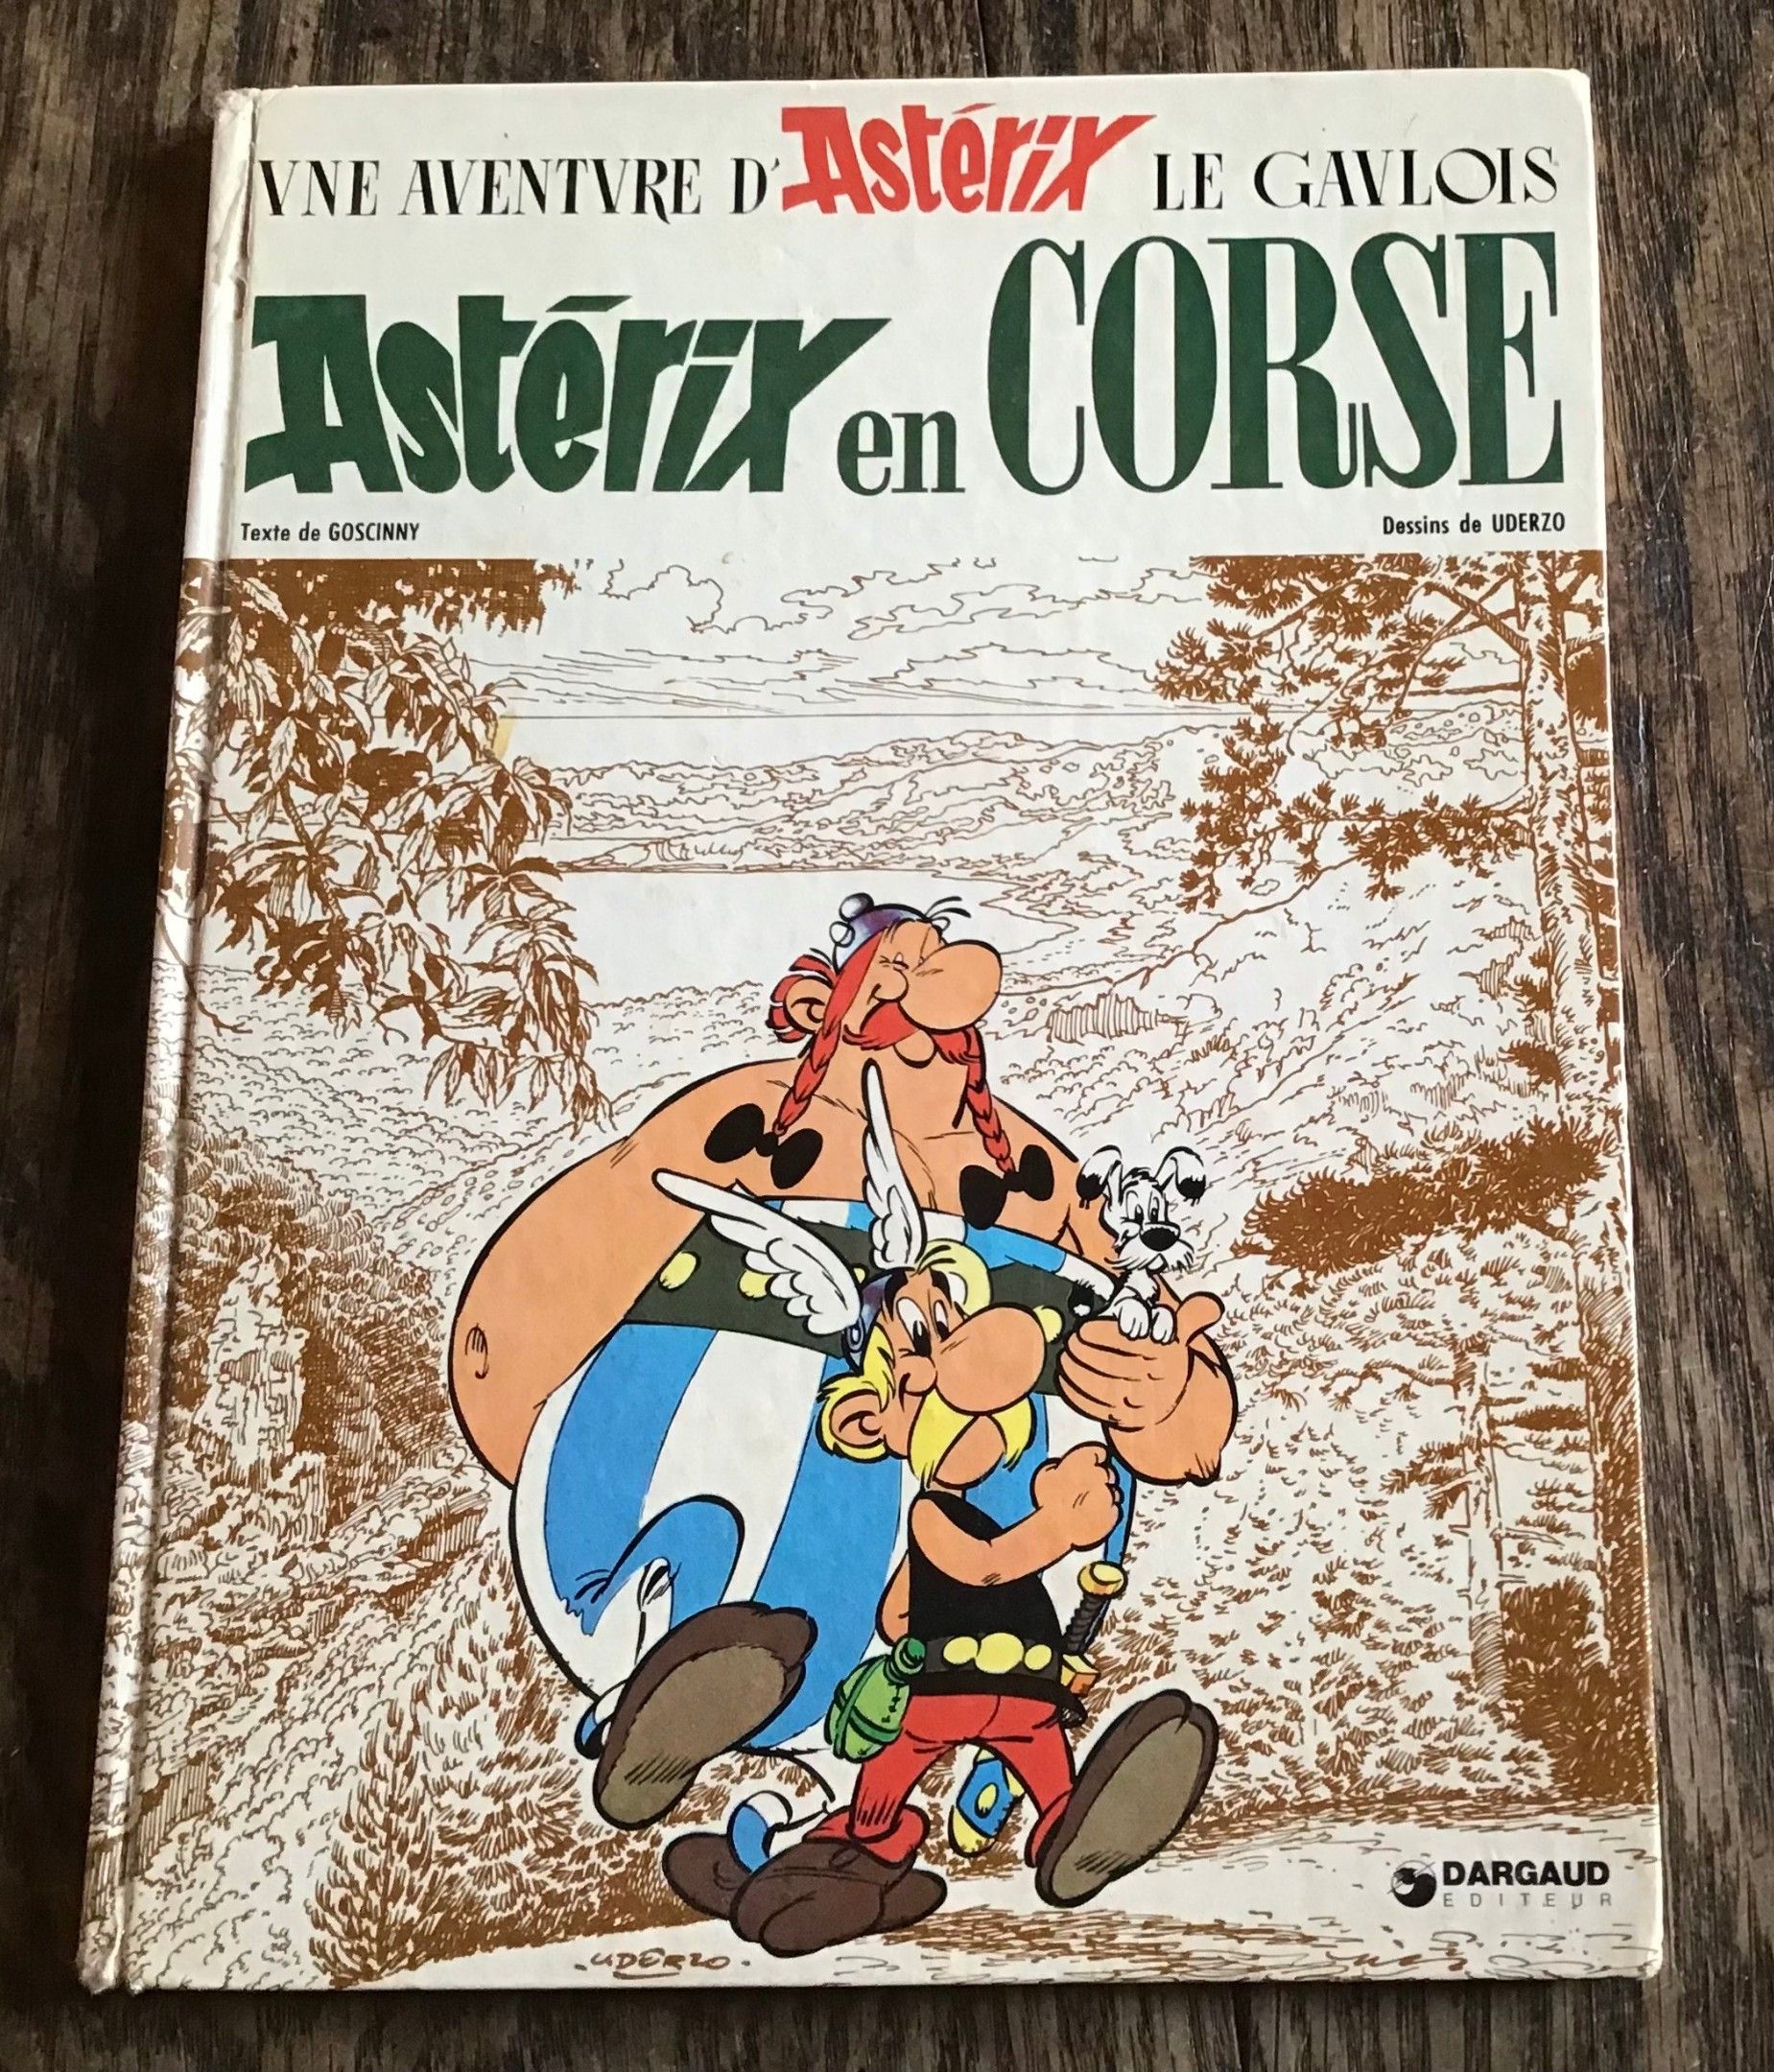 VNE AVENTVRE D'Astérix LE GAVLOIS
Astérix en CORSE
Texte de GOSCINNY
Dessins de UDERZO
DARGAUD
EDITEUR
UDERZO